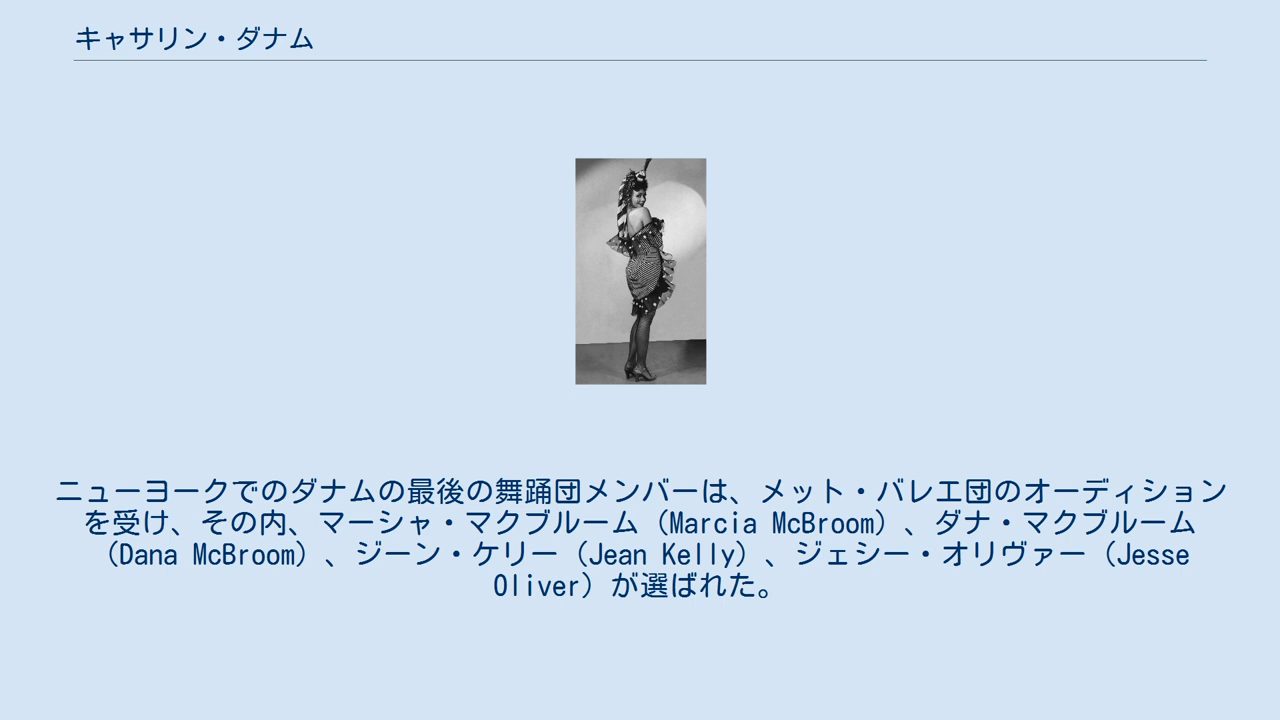 キャサリン・ダナム
ニューヨークでのダナムの最後の舞踊団メンバーは、メット・バレエ団のオーディション
を受け、その内、マーシャ・マクブルーム（Marcia McBroom）、ダナ・マクブルーム
（Dana McBroom）、ジーン・ケリー（Jean Kelly）、ジェシー・オリヴァー（Jesse
Oliver）が選ばれた。